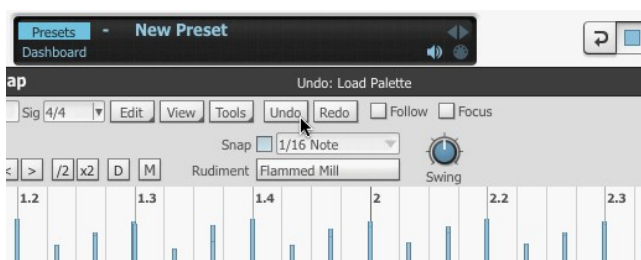 Presets - New Preset
Dashboard
ap Undo: Load Palette
Sig 4/4 Edit View Tools Undo Redo Follow Focus
Snap 1/16 Note
< > /2 x2 D M Rudiment Flammed Mill Swing
1.2 1.3 1.4 2 2.2 2.3